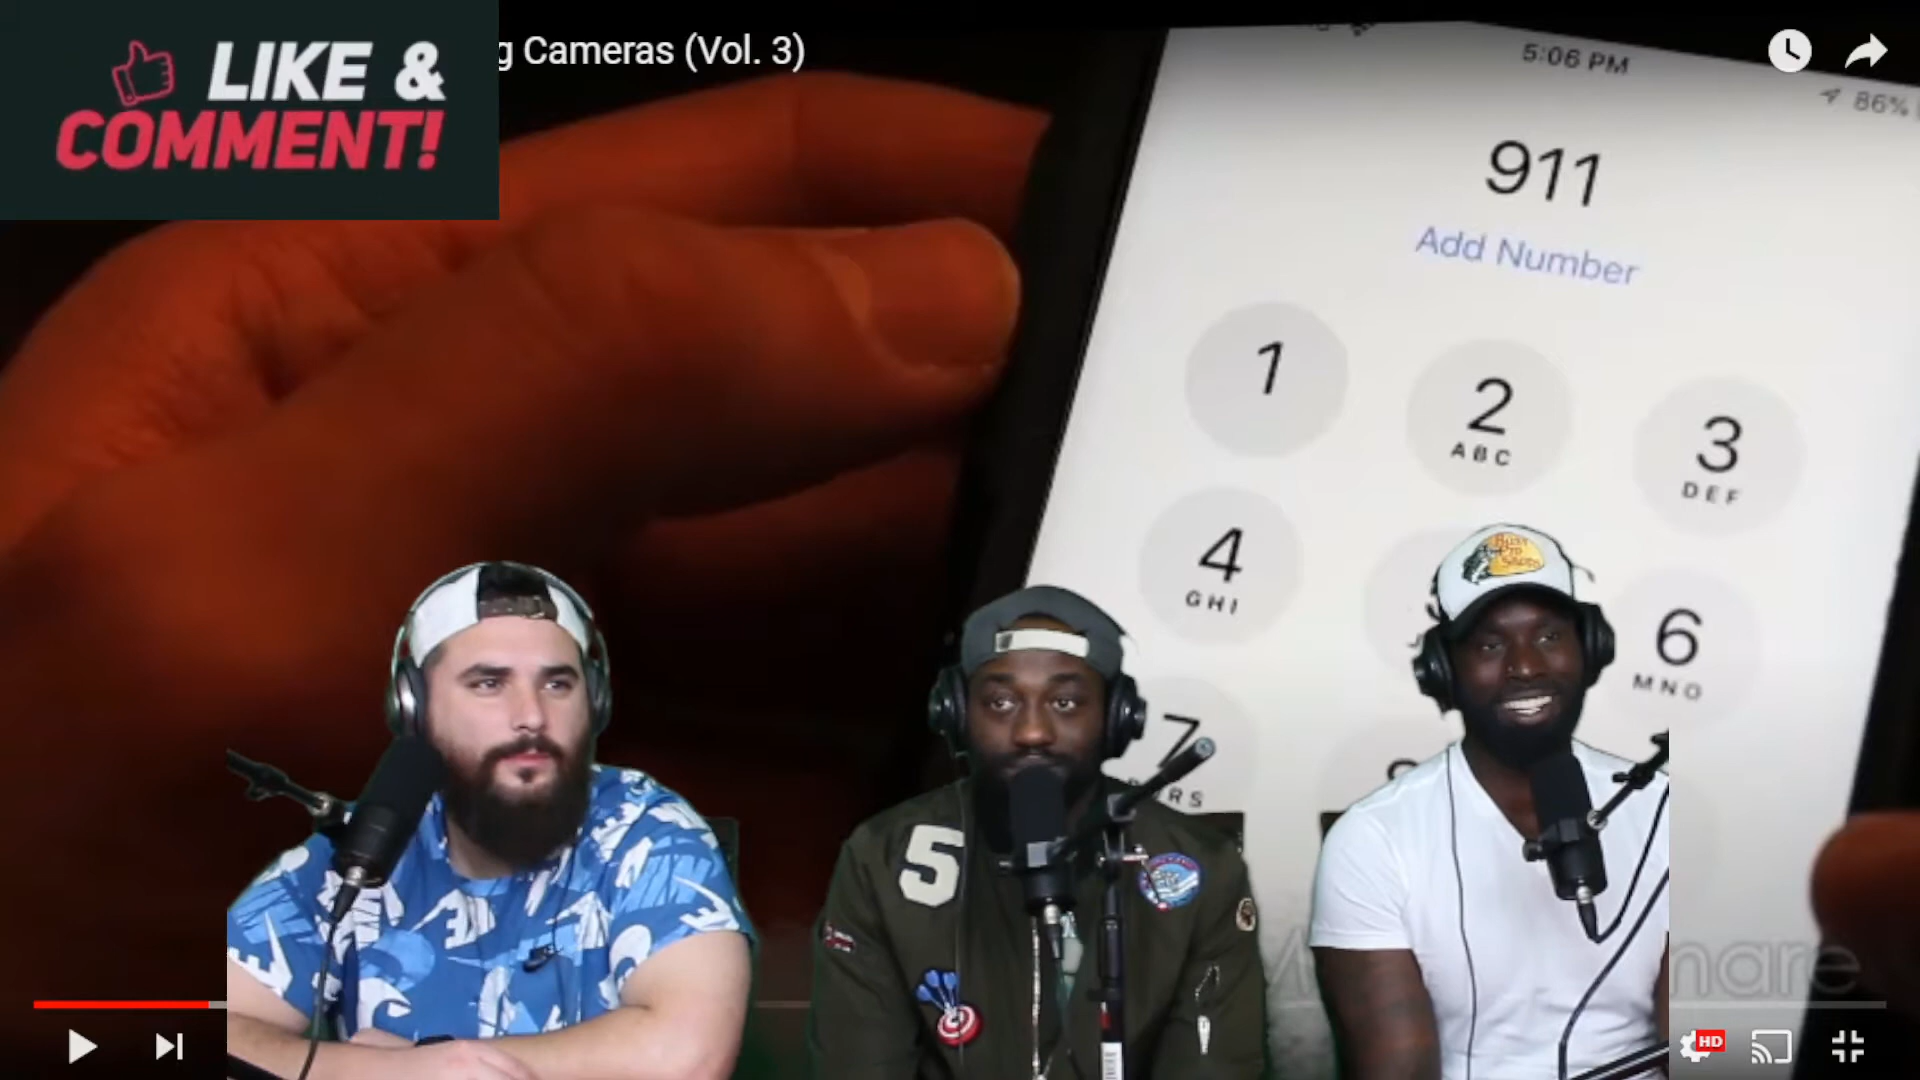 LIKE &
COMMENT!
g Cameras (Vol. 3)
5:06 PM
86%
911
Add Number
1
2
ABC
3
DEF
4
GHI
6
MNO
7
RS
5
HD